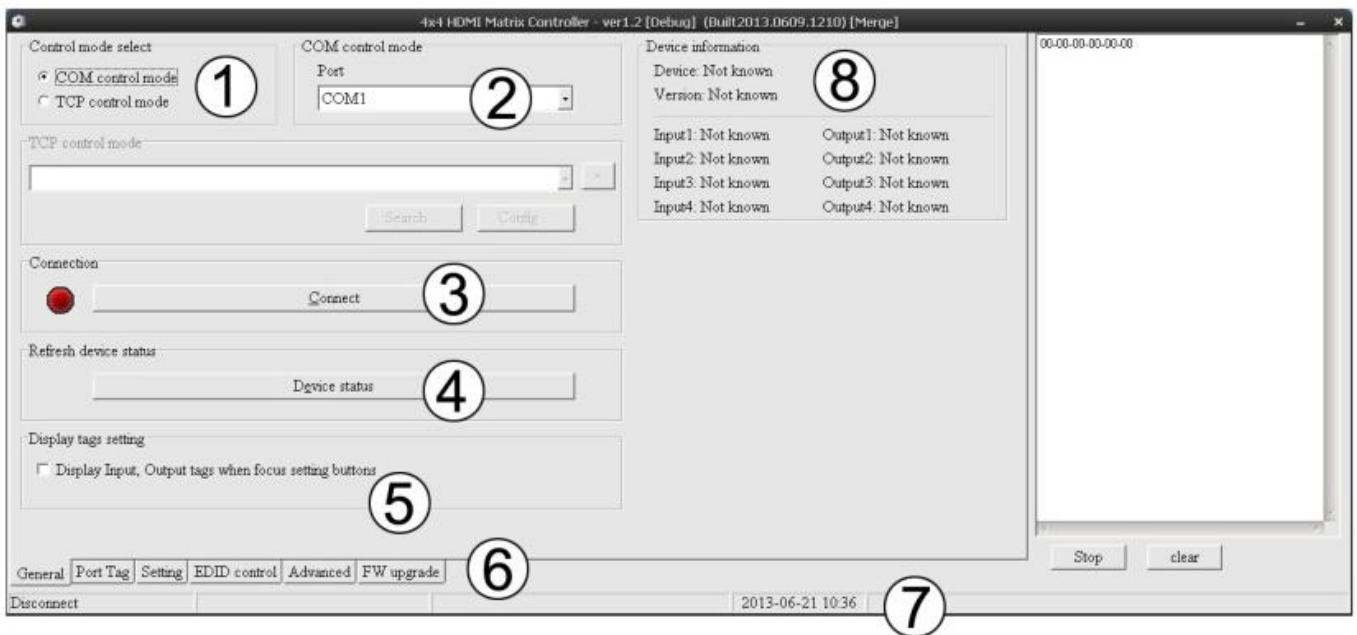 4x4 HDMI Matrix Controller - ver1.2 [Debug]  (Built2013.0609.1210) [Merge]
Control mode select
COM control mode
TCP control mode
1
COM control mode
Port
COM1
2
TCP control mode
Search
Config
Connection
Connect
3
Refresh device status
Device status
4
Display tags setting
Display Input, Output tags when focus setting buttons
5
Device information
Device: Not known
Version: Not known
8
Input1: Not known Output1: Not known
Input2: Not known Output2: Not known
Input3: Not known Output3: Not known
Input4: Not known Output4: Not known
00-00-00-00-00-00
Stop clear
General Port Tag Setting EDID control Advanced FW upgrade
6
Disconnect 2013-06-21 10:36
7